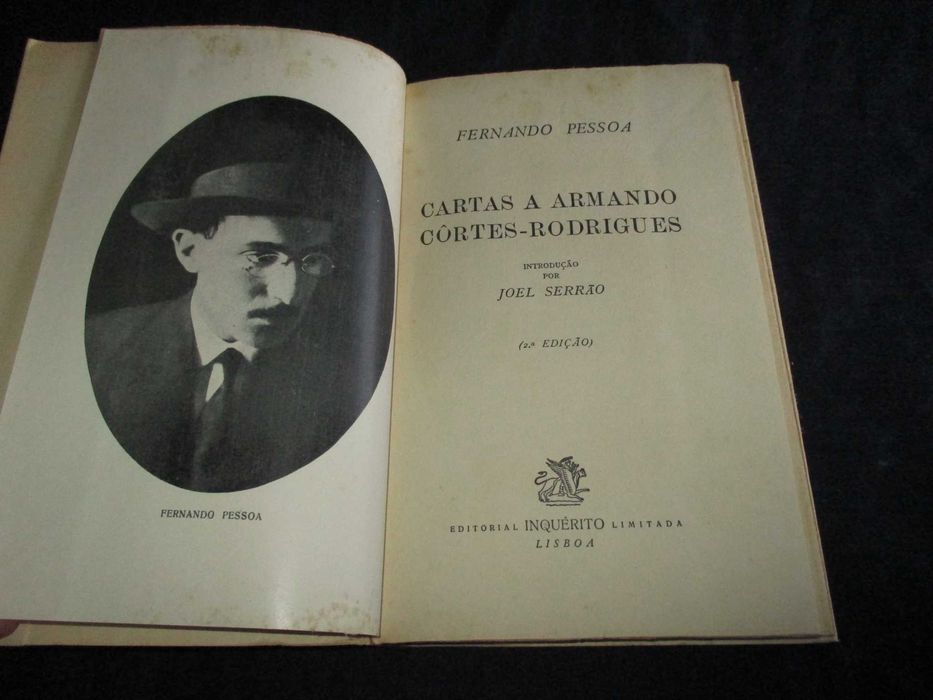 FERNANDO PESSOA
FERNANDO PESSOA
CARTAS A ARMANDO
CÔRTES-RODRIGUES
INTRODUÇÃO
POR
JOEL SERRÃO
(2.ª EDIÇÃO)
EDITORIAL INQUÉRITO LIMITADA
LISBOA